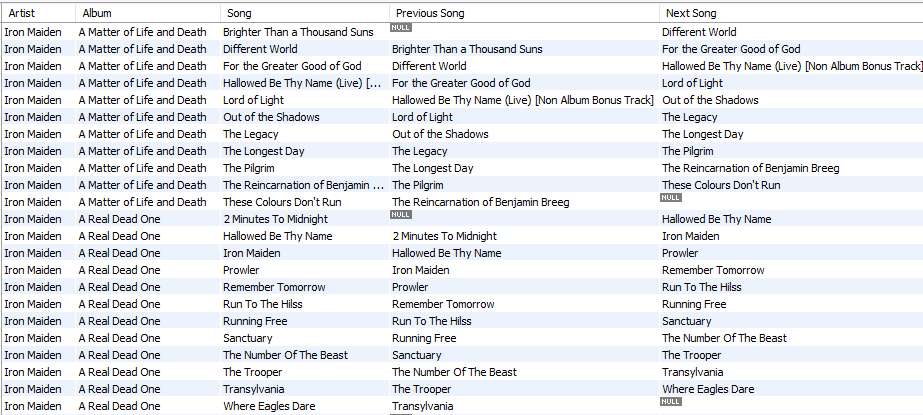 Artist Album Song Previous Song Next Song
Iron Maiden A Matter of Life and Death Brighter Than a Thousand Suns NULL Different World
Iron Maiden A Matter of Life and Death Different World Brighter Than a Thousand Suns For the Greater Good of God
Iron Maiden A Matter of Life and Death For the Greater Good of God Different World Hallowed Be Thy Name (Live) [Non Album Bonus Track]
Iron Maiden A Matter of Life and Death Hallowed Be Thy Name (Live) [... For the Greater Good of God Lord of Light
Iron Maiden A Matter of Life and Death Lord of Light Hallowed Be Thy Name (Live) [Non Album Bonus Track] Out of the Shadows
Iron Maiden A Matter of Life and Death Out of the Shadows Lord of Light The Legacy
Iron Maiden A Matter of Life and Death The Legacy Out of the Shadows The Longest Day
Iron Maiden A Matter of Life and Death The Longest Day The Legacy The Pilgrim
Iron Maiden A Matter of Life and Death The Pilgrim The Longest Day The Reincarnation of Benjamin Breeg
Iron Maiden A Matter of Life and Death The Reincarnation of Benjamin ... The Pilgrim These Colours Don't Run
Iron Maiden A Matter of Life and Death These Colours Don't Run The Reincarnation of Benjamin Breeg NULL
Iron Maiden A Real Dead One 2 Minutes To Midnight NULL Hallowed Be Thy Name
Iron Maiden A Real Dead One Hallowed Be Thy Name 2 Minutes To Midnight Iron Maiden
Iron Maiden A Real Dead One Iron Maiden Hallowed Be Thy Name Prowler
Iron Maiden A Real Dead One Prowler Iron Maiden Remember Tomorrow
Iron Maiden A Real Dead One Remember Tomorrow Prowler Run To The Hilss
Iron Maiden A Real Dead One Run To The Hilss Remember Tomorrow Running Free
Iron Maiden A Real Dead One Running Free Run To The Hilss Sanctuary
Iron Maiden A Real Dead One Sanctuary Running Free The Number Of The Beast
Iron Maiden A Real Dead One The Number Of The Beast Sanctuary The Trooper
Iron Maiden A Real Dead One The Trooper The Number Of The Beast Transylvania
Iron Maiden A Real Dead One Transylvania The Trooper Where Eagles Dare
Iron Maiden A Real Dead One Where Eagles Dare Transylvania NULL